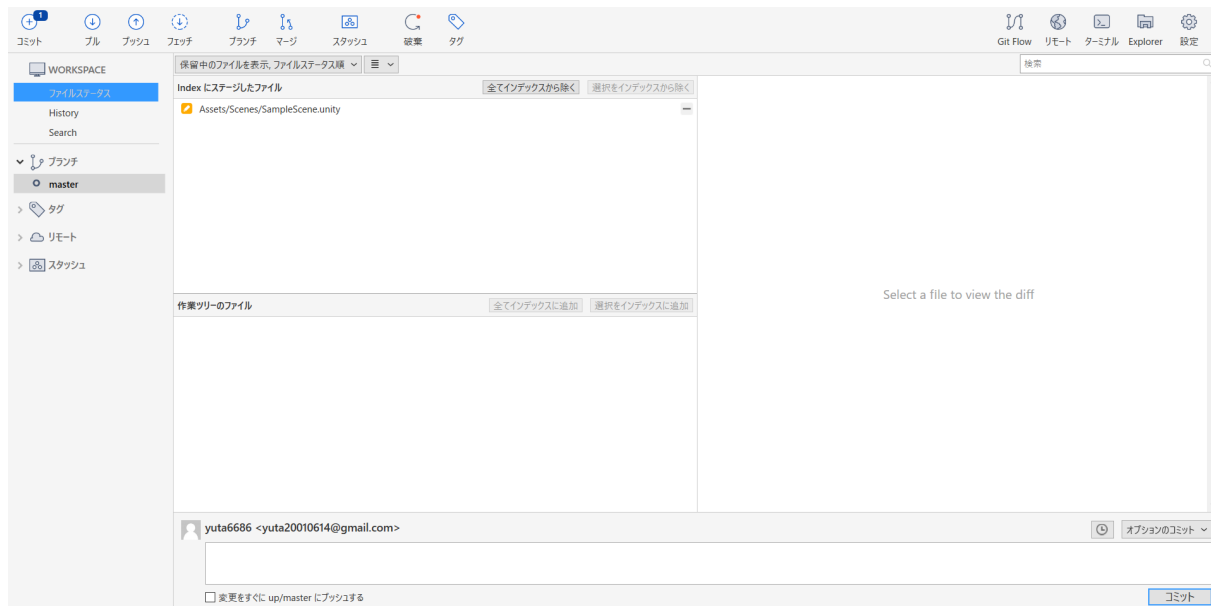 1
コミット プル プッシュ フェッチ ブランチ マージ スタッシュ 破棄 タグ Git Flow リモート ターミナル Explorer 設定
WORKSPACE
ファイルステータス
History
Search
ブランチ
master
タグ
リモート
スタッシュ
保留中のファイルを表示, ファイルステータス順
検索
Index にステージしたファイル 全てインデックスから除く 選択をインデックスから除く
Assets/Scenes/SampleScene.unity
作業ツリーのファイル 全てインデックスに追加 選択をインデックスに追加
Select a file to view the diff
yuta6686 <yuta20010614@gmail.com>
オプションのコミット
変更をすぐに up/master にプッシュする
コミット